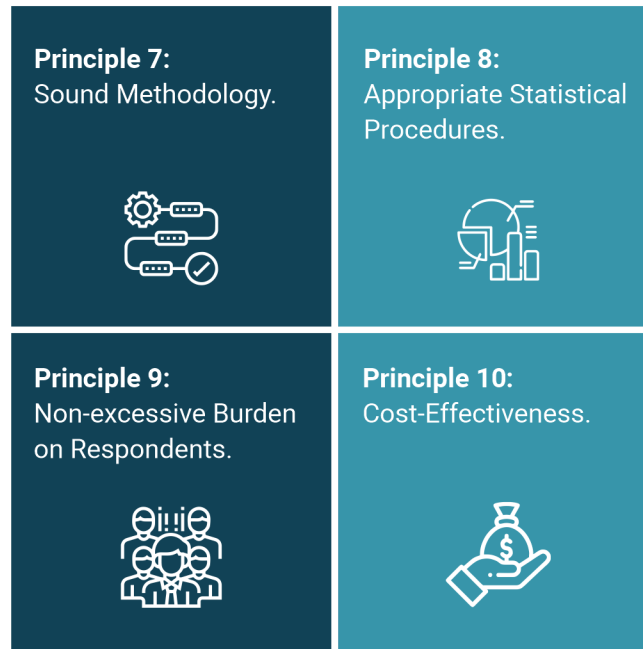 Principle 7:
Sound Methodology.
Principle 8:
Appropriate Statistical
Procedures.
Principle 9:
Non-excessive Burden
on Respondents.
Principle 10:
Cost-Effectiveness.
$